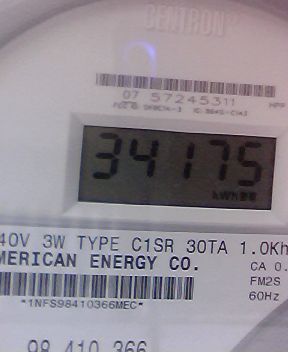 CENTRON
07 57245311
34175
40V 3W TYPE C1SR 30TA 1.0Kh
MERICAN ENERGY CO.
CA 0.
FM2S
*1NFS98410366MEC*
60Hz
98 410 366